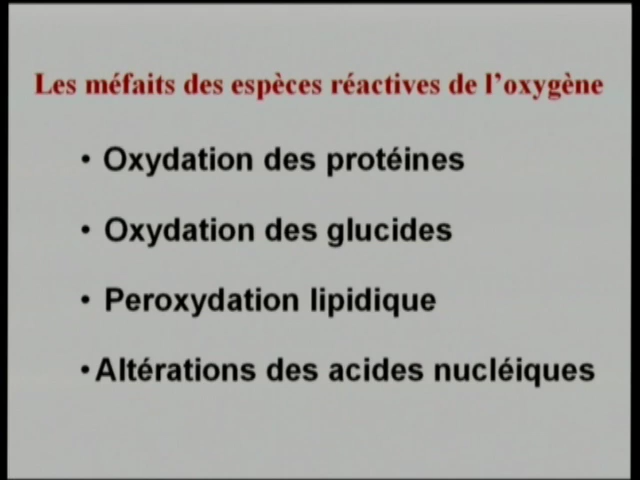 Les méfaits des espèces réactives de l'oxygène
• Oxydation des protéines
• Oxydation des glucides
• Peroxydation lipidique
• Altérations des acides nucléiques